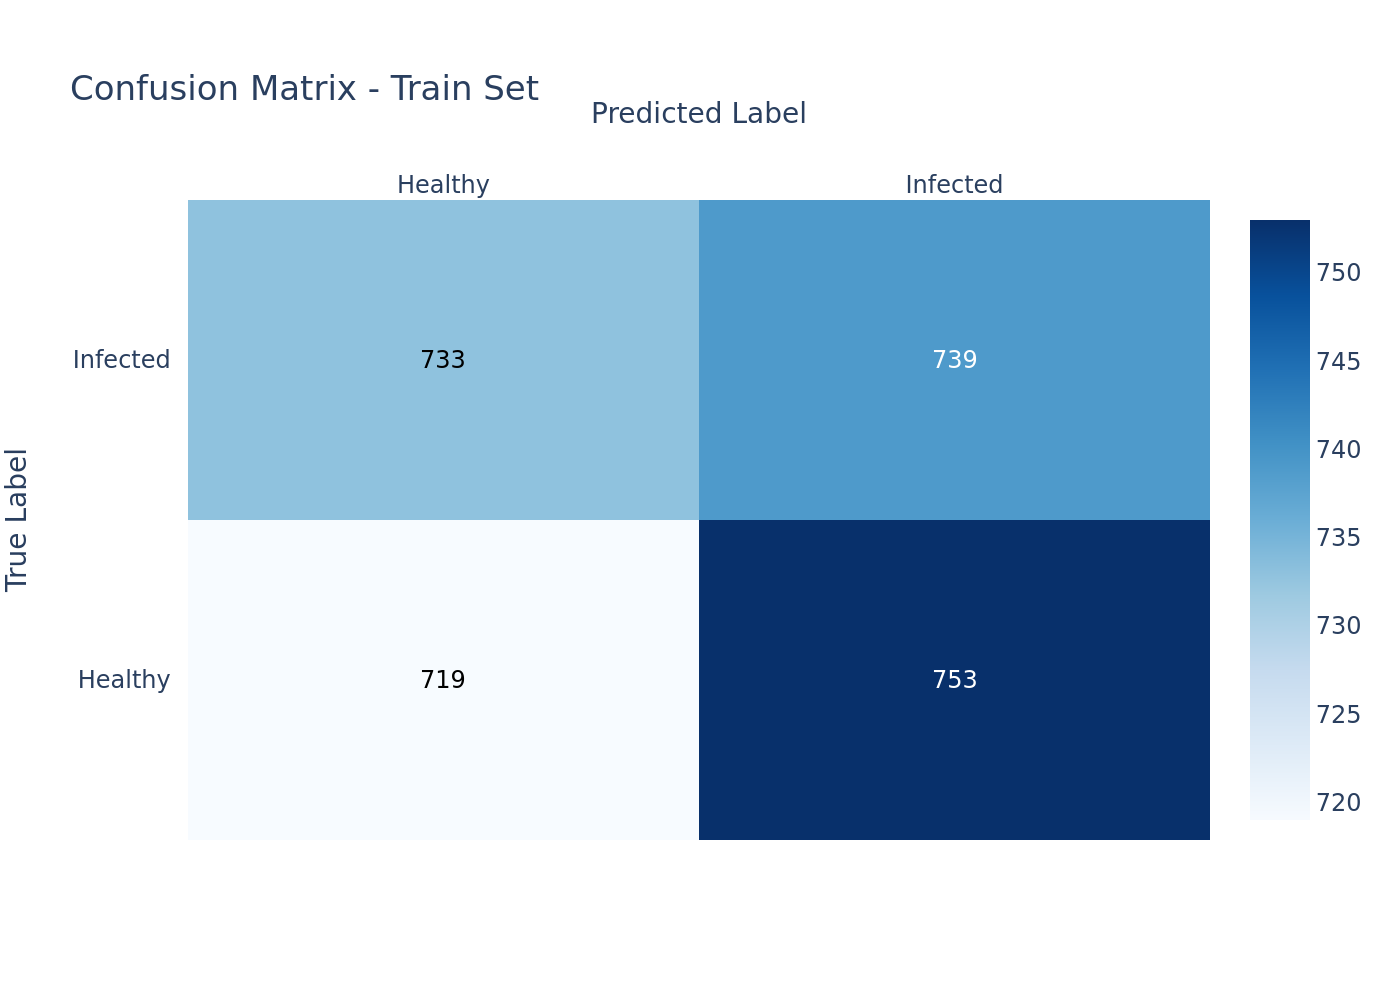 Confusion Matrix - Train Set
Predicted Label
Healthy Infected
Infected 733 739
Healthy 719 753
True Label
750
745
740
735
730
725
720